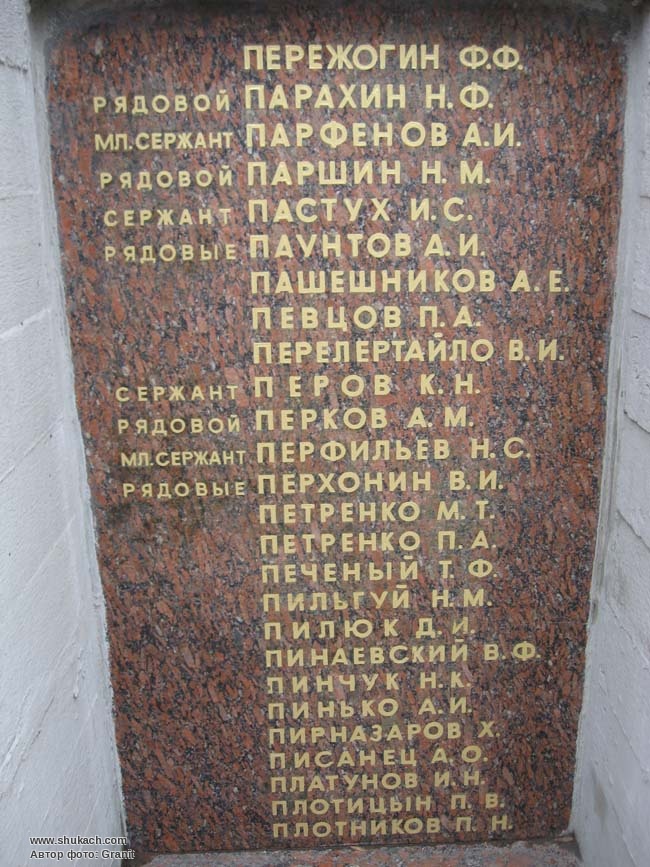 ПЕРЕЖОГИН Ф.Ф.
РЯДОВОЙ ПАРАХИН Н.Ф.
МЛ.СЕРЖАНТ ПАРФЕНОВ А.И.
РЯДОВОЙ ПАРШИН Н.М.
СЕРЖАНТ ПАСТУХ И.С.
РЯДОВЫЕ ПАУНТОВ А.И.
ПАШЕШНИКОВ А.Е.
ПЕВЦОВ П.А.
ПЕРЕЛЕРТАЙЛО В.И.
СЕРЖАНТ ПЕРОВ К.Н.
РЯДОВОЙ ПЕРКОВ А.М.
МЛ.СЕРЖАНТ ПЕРФИЛЬЕВ Н.С.
РЯДОВЫЕ ПЕРХОНИН В.И.
ПЕТРЕНКО М.Т.
ПЕТРЕНКО П.А.
ПЕЧЕНЫЙ Т.Ф.
ПИЛЬГУЙ Н.М.
ПИЛЮК Д.И.
ПИНАЕВСКИЙ В.Ф.
ПИНЧУК Н.К.
ПИНЬКО А.И.
ПИРНАЗАРОВ Х.
ПИСАНЕЦ А.О.
ПЛАТУНОВ И.Н.
ПЛОТИЦЫН П.В.
ПЛОТНИКОВ П.Н.
www.shukach.com
Автор фото: Granit